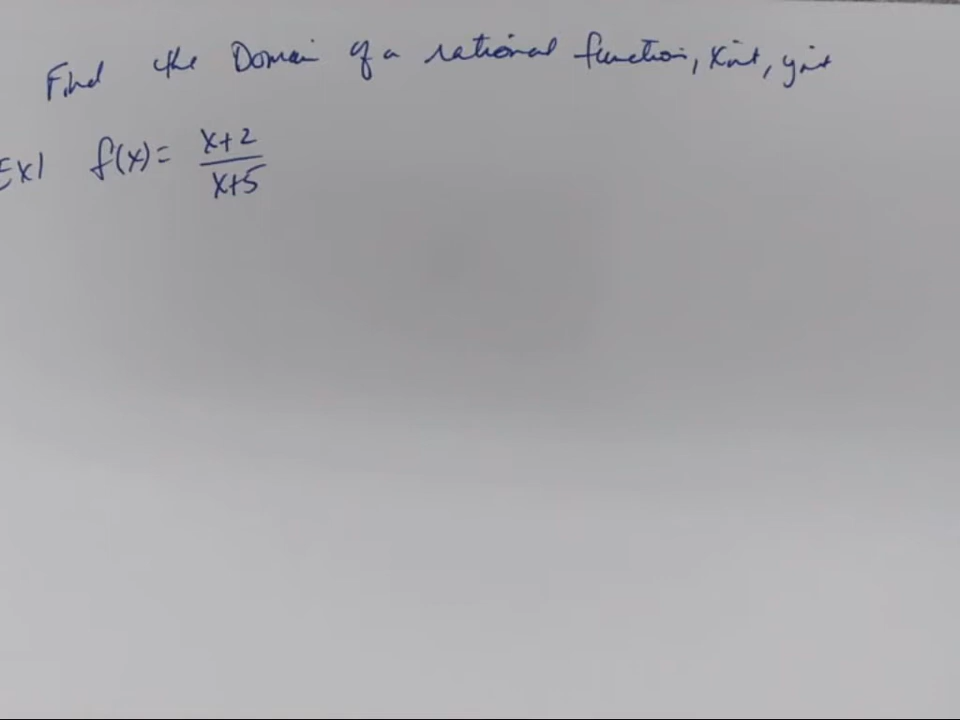 Find the Domain of a rational function, xint, yint
Ex1 f(x) = x+2 / x+5